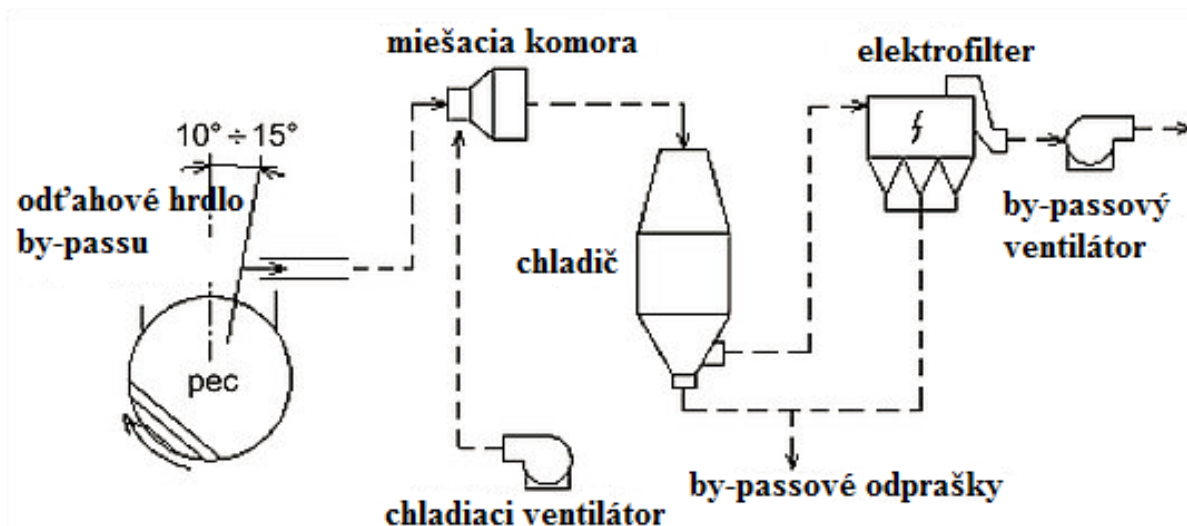 miešacia komora
elektrofilter
10° ÷ 15°
odťahové hrdlo
by-passu
by-passový
ventilátor
chladič
pec
by-passové odprašky
chladiaci ventilátor